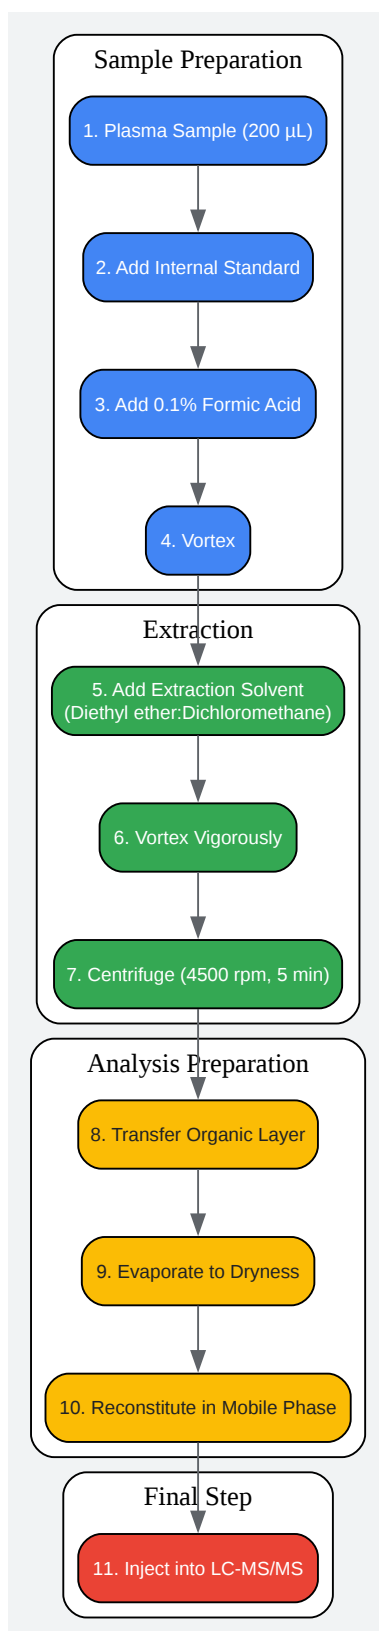 Sample Preparation
1. Plasma Sample (200 µL)
2. Add Internal Standard
3. Add 0.1% Formic Acid
4. Vortex
Extraction
5. Add Extraction Solvent
(Diethyl ether:Dichloromethane)
6. Vortex Vigorously
7. Centrifuge (4500 rpm, 5 min)
Analysis Preparation
8. Transfer Organic Layer
9. Evaporate to Dryness
10. Reconstitute in Mobile Phase
Final Step
11. Inject into LC-MS/MS